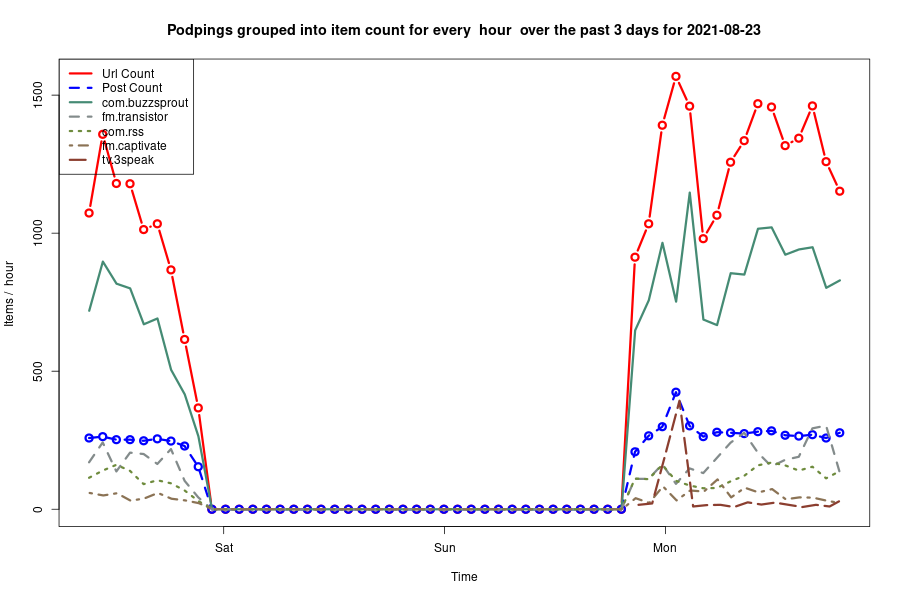 Podpings grouped into item count for every  hour  over the past 3 days for 2021-08-23
Url Count
Post Count
com.buzzsprout
fm.transistor
com.rss
fm.captivate
tv.3speak
Items /  hour
1500
1000
500
0
Sat
Sun
Mon
Time